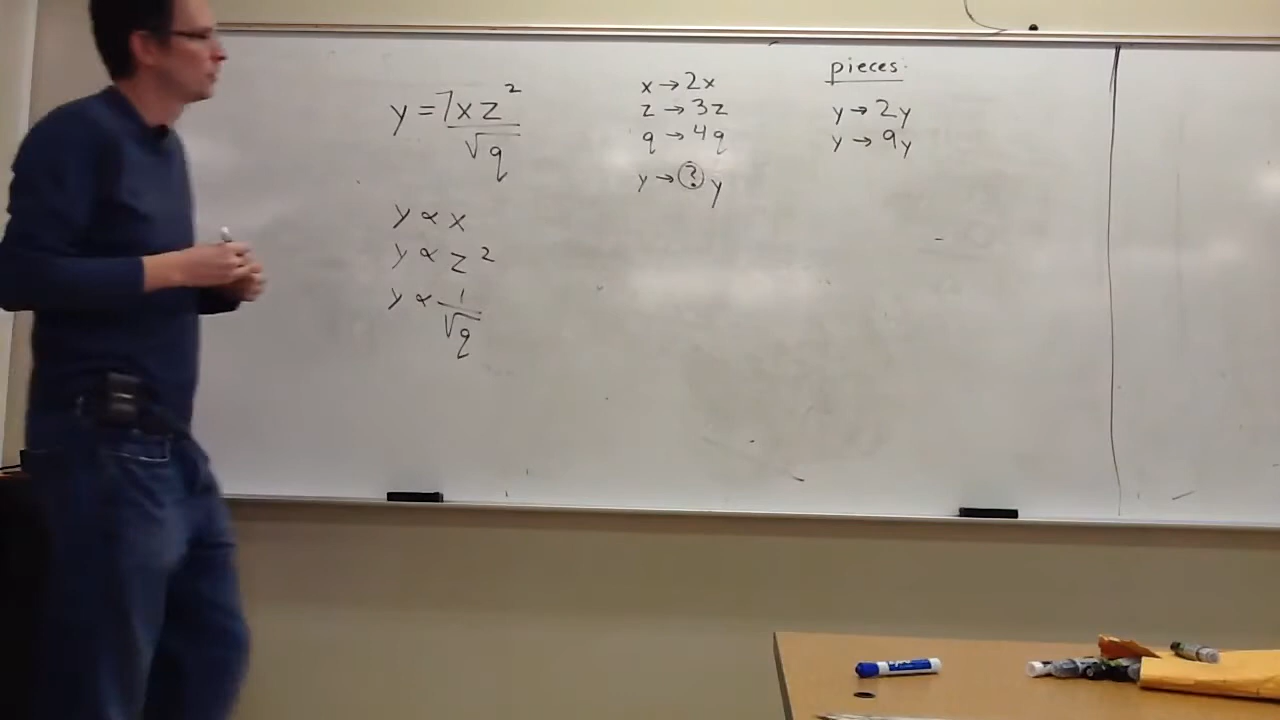 y = 7xz²/√q
y ∝ x
y ∝ z²
y ∝ 1/√q
x → 2x
z → 3z
q → 4q
y → ? y
pieces:
y → 2y
y → 9y